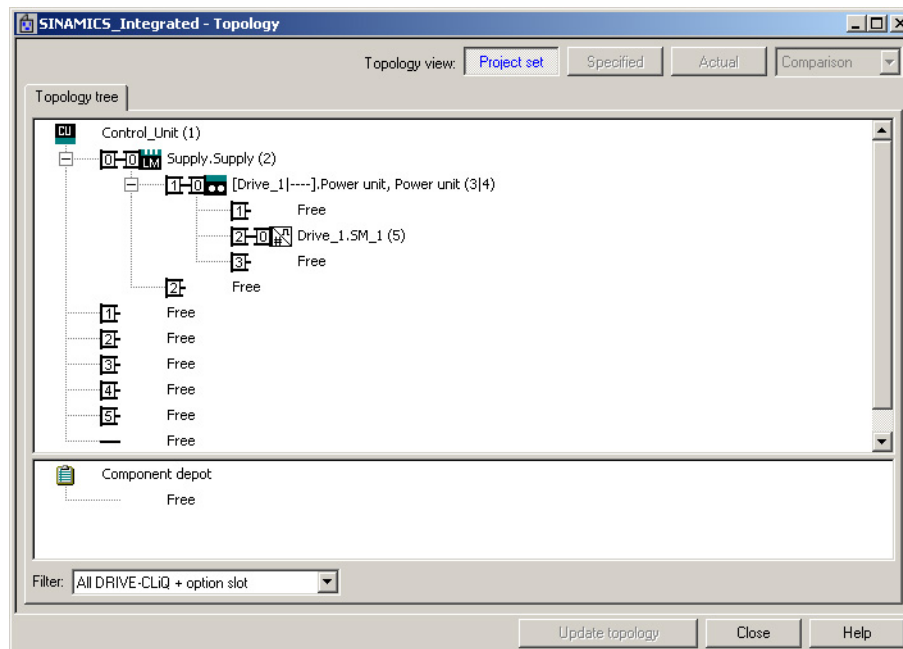 SINAMICS_Integrated - Topology
Topology view: Project set Specified Actual Comparison
Topology tree
CU Control_Unit (1)
0 0 LM Supply.Supply (2)
1 0 [Drive_1|----].Power unit, Power unit (3|4)
1 Free
2 0 Drive_1.SM_1 (5)
3 Free
2 Free
1 Free
2 Free
3 Free
4 Free
5 Free
Free
Component depot
Free
Filter: All DRIVE-CLiQ + option slot
Update topology Close Help